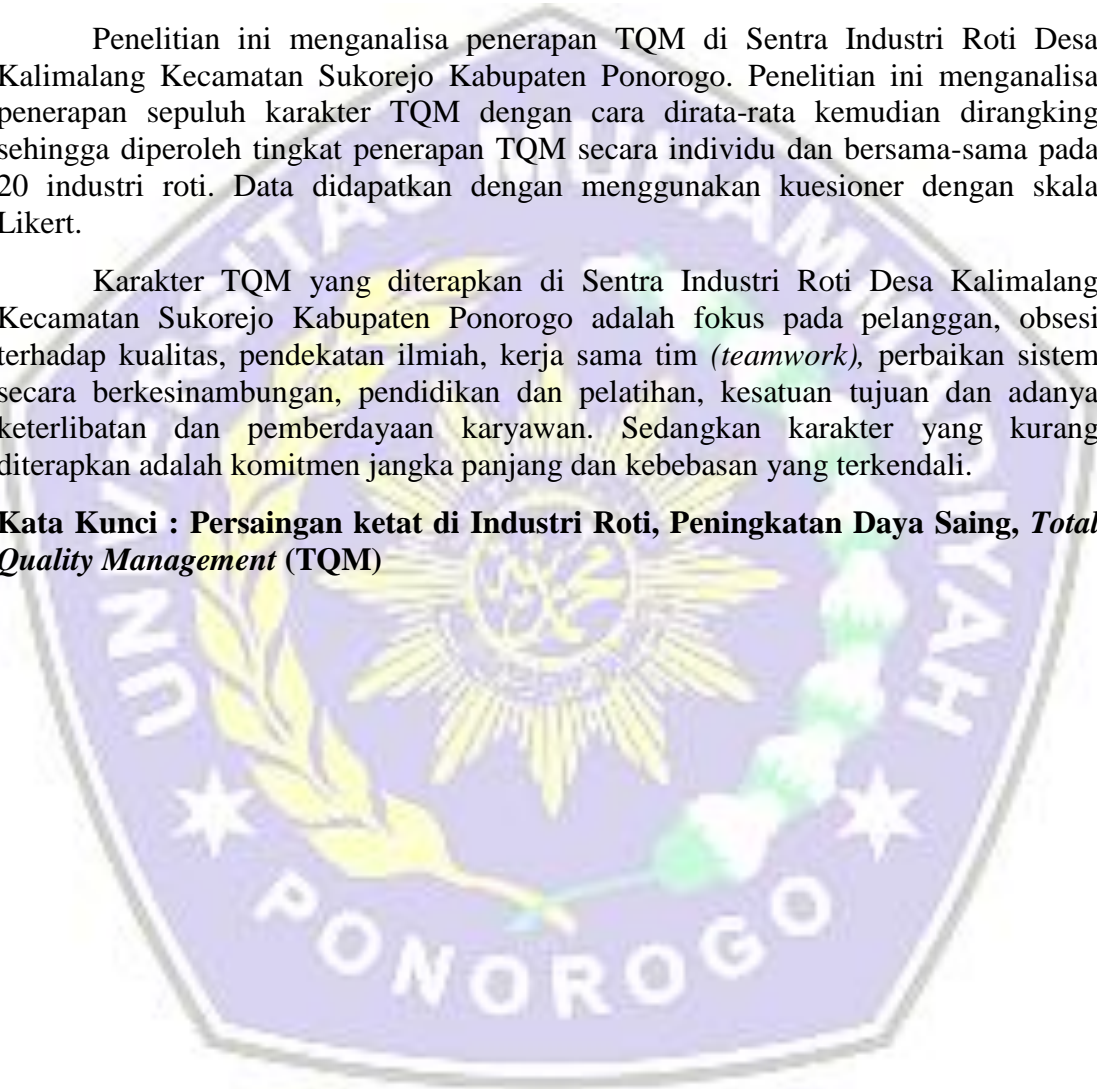 Penelitian ini menganalisa penerapan TQM di Sentra Industri Roti Desa
Kalimalang Kecamatan Sukorejo Kabupaten Ponorogo. Penelitian ini menganalisa
penerapan sepuluh karakter TQM dengan cara dirata-rata kemudian dirangking
sehingga diperoleh tingkat penerapan TQM secara individu dan bersama-sama pada
20 industri roti. Data didapatkan dengan menggunakan kuesioner dengan skala
Likert.
Karakter TQM yang diterapkan di Sentra Industri Roti Desa Kalimalang
Kecamatan Sukorejo Kabupaten Ponorogo adalah fokus pada pelanggan, obsesi
terhadap kualitas, pendekatan ilmiah, kerja sama tim (teamwork), perbaikan sistem
secara berkesinambungan, pendidikan dan pelatihan, kesatuan tujuan dan adanya
keterlibatan dan pemberdayaan karyawan. Sedangkan karakter yang kurang
diterapkan adalah komitmen jangka panjang dan kebebasan yang terkendali.
Kata Kunci : Persaingan ketat di Industri Roti, Peningkatan Daya Saing, Total
Quality Management (TQM)
UNIVERSITAS MUHAMMADIYAH
PONOROGO